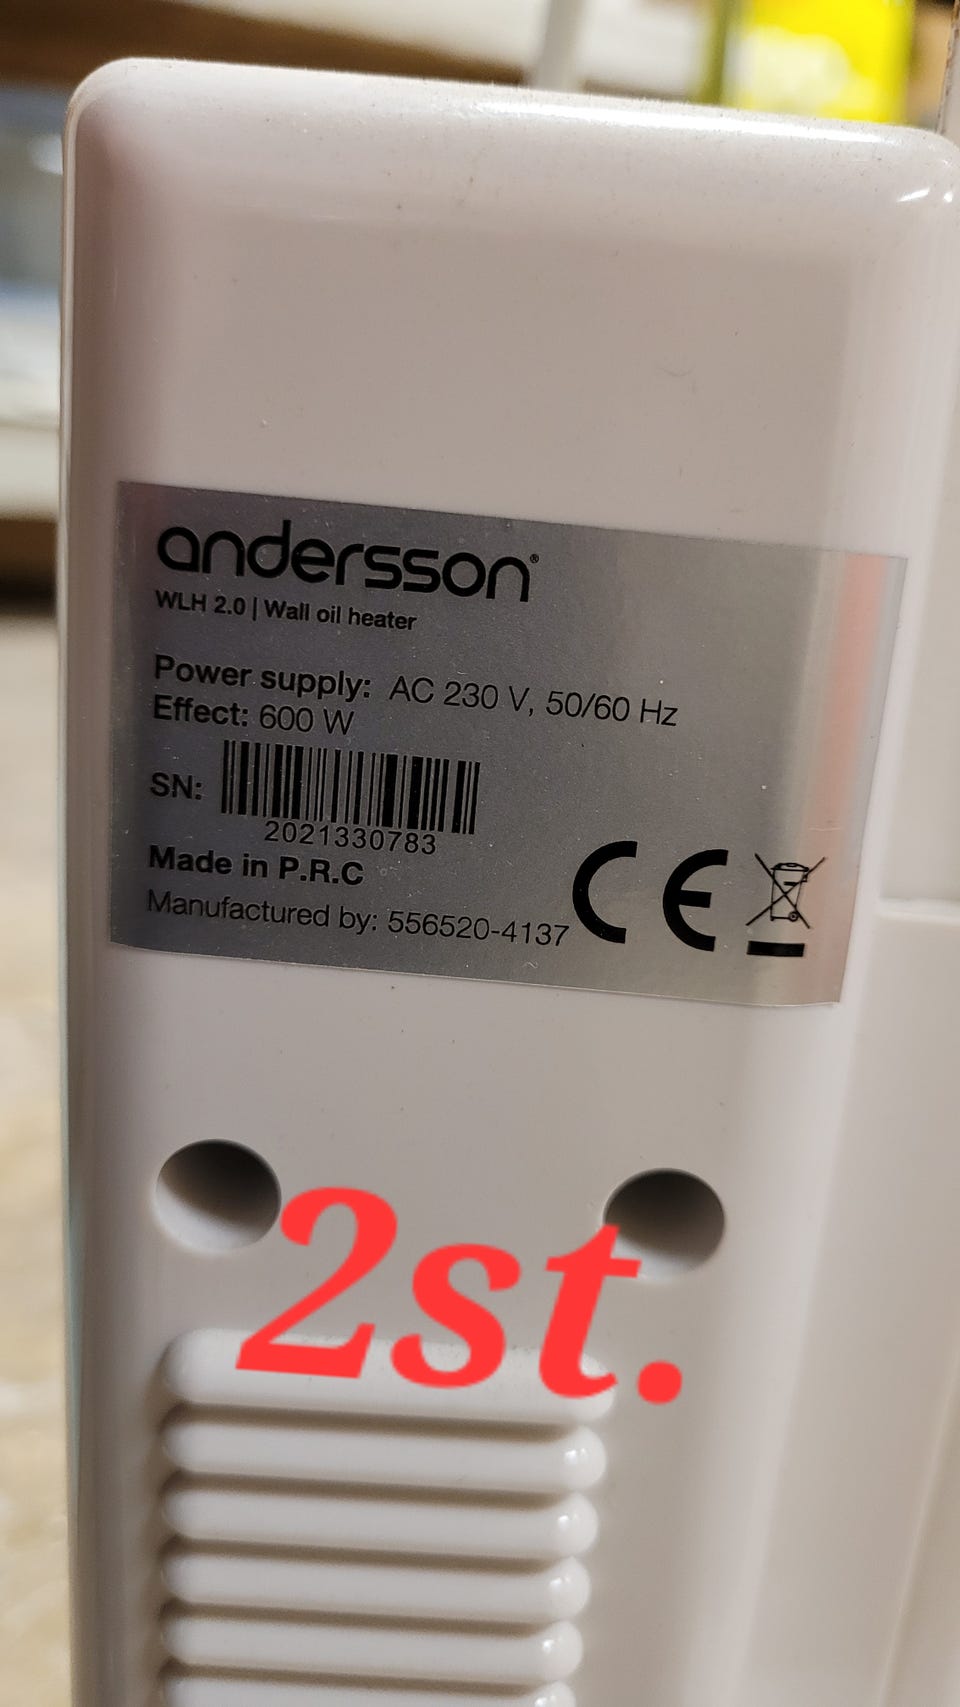 andersson®
WLH 2.0 | Wall oil heater
Power supply: AC 230 V, 50/60 Hz
Effect: 600 W
SN:
2021330783
Made in P.R.C
Manufactured by: 556520-4137
CE
2st.